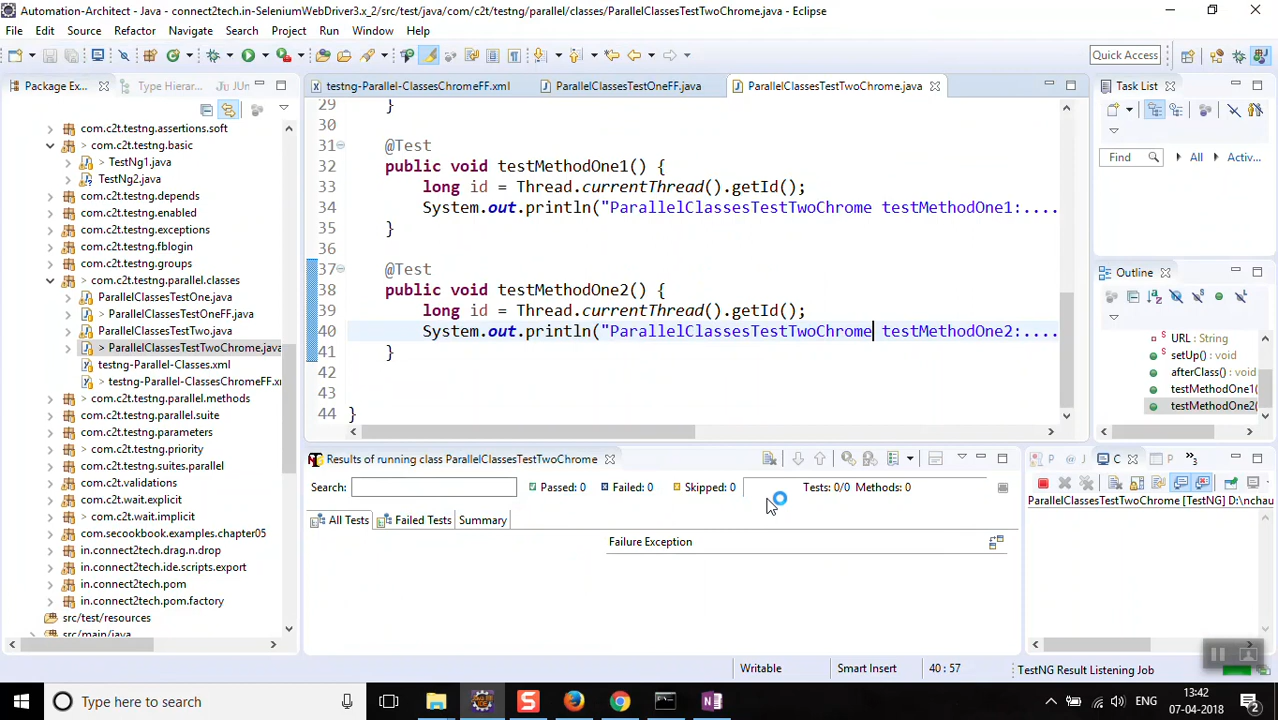 Automation-Architect - Java - connect2tech.in-SeleniumWebDriver3.x_2/src/test/java/com/c2t/testng/parallel/classes/ParallelClassesTestTwoChrome.java - Eclipse
File Edit Source Refactor Navigate Search Project Run Window Help
Quick Access
Package Ex...
Type Hierar...
JUn
testng-Parallel-ClassesChromeFF.xml
ParallelClassesTestOneFF.java
ParallelClassesTestTwoChrome.java
Task List
Find
All
Activ...
com.c2t.testng.assertions.soft
> com.c2t.testng.basic
> TestNg1.java
TestNg2.java
com.c2t.testng.depends
com.c2t.testng.enabled
com.c2t.testng.exceptions
com.c2t.testng.fblogin
com.c2t.testng.groups
> com.c2t.testng.parallel.classes
ParallelClassesTestOne.java
> ParallelClassesTestOneFF.java
ParallelClassesTestTwo.java
> ParallelClassesTestTwoChrome.java
testng-Parallel-Classes.xml
> testng-Parallel-ClassesChromeFF.xr
> com.c2t.testng.parallel.methods
com.c2t.testng.parallel.suite
com.c2t.testng.parameters
> com.c2t.testng.priority
com.c2t.testng.suites.parallel
com.c2t.validations
com.c2t.wait.explicit
> com.c2t.wait.implicit
com.secookbook.examples.chapter05
in.connect2tech.drag.n.drop
in.connect2tech.ide.scripts.export
in.connect2tech.pom
in.connect2tech.pom.factory
src/test/resources
src/main/java
29 }
30
31 @Test
32 public void testMethodOne1() {
33 long id = Thread.currentThread().getId();
34 System.out.println("ParallelClassesTestTwoChrome testMethodOne1:....
35 }
36
37 @Test
38 public void testMethodOne2() {
39 long id = Thread.currentThread().getId();
40 System.out.println("ParallelClassesTestTwoChrome testMethodOne2:....
41 }
42
43
44 }
Outline
URL : String
setUp() : void
afterClass() : void
testMethodOne1(
testMethodOne2(
Results of running class ParallelClassesTestTwoChrome
Search:
Passed: 0
Failed: 0
Skipped: 0
Tests: 0/0 Methods: 0
All Tests
Failed Tests
Summary
Failure Exception
P
@ J
C
P
»3
ParallelClassesTestTwoChrome [TestNG] D:\nchau
Writable
Smart Insert
40 : 57
TestNG Result Listening Job
Type here to search
ENG
13:42
07-04-2018
2